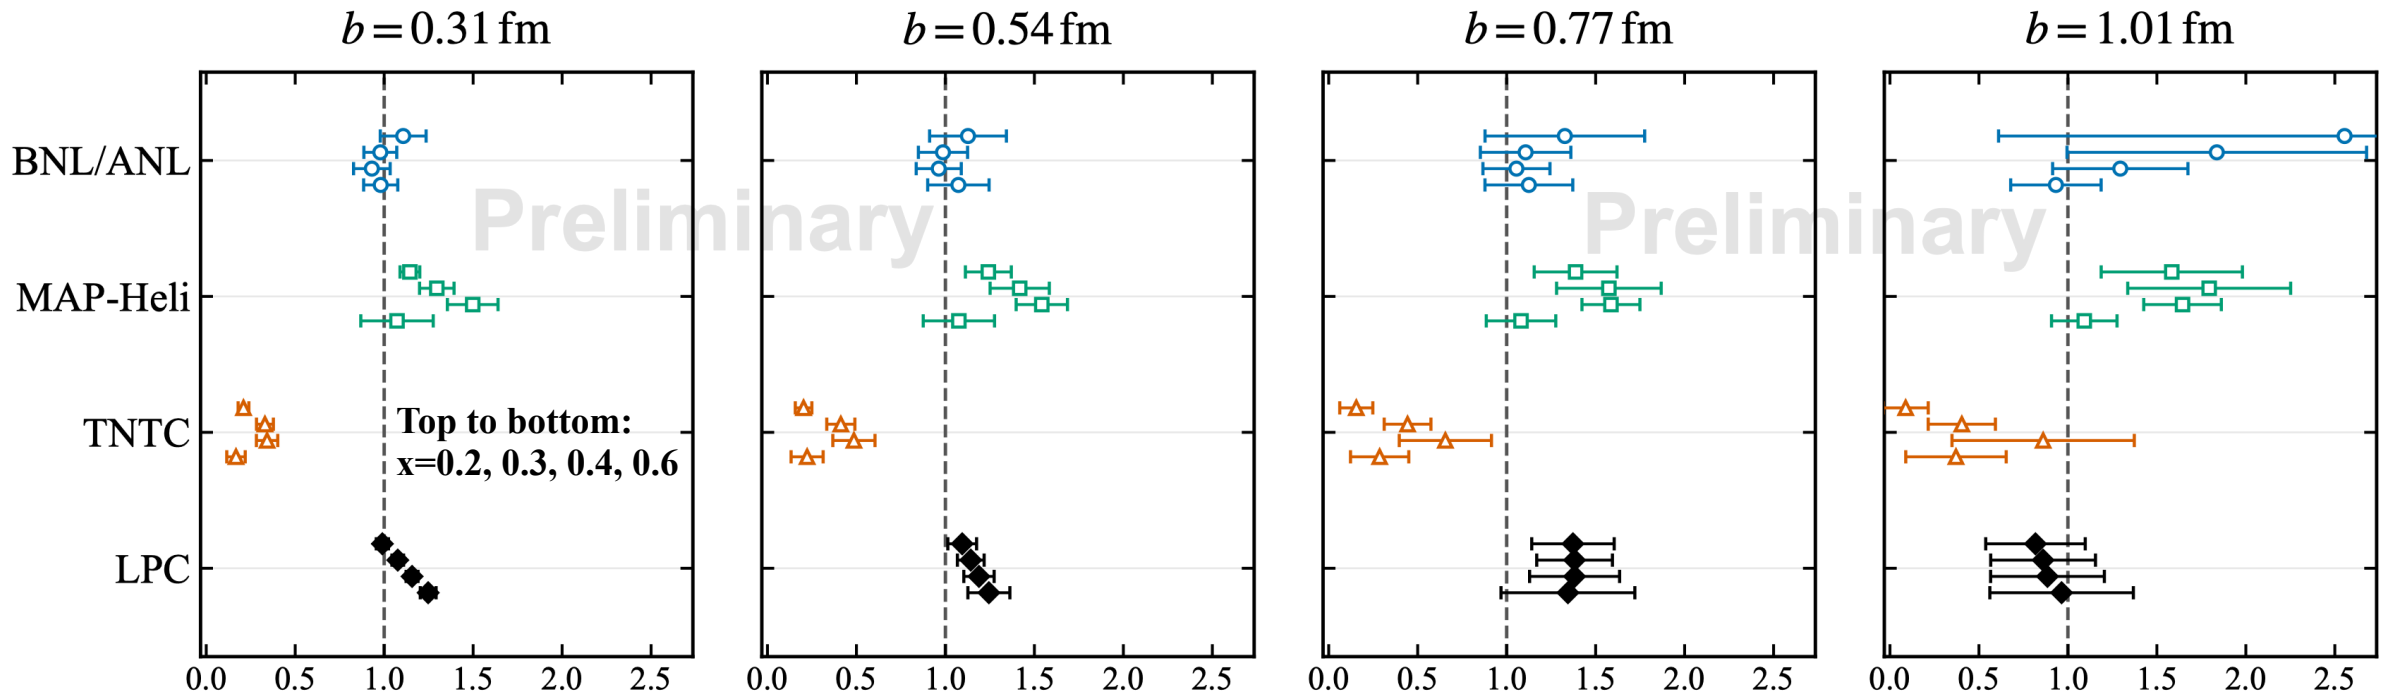 b = 0.31 fm
b = 0.54 fm
b = 0.77 fm
b = 1.01 fm
BNL/ANL
Preliminary
Preliminary
MAP-Heli
TNTC
Top to bottom:
x=0.2, 0.3, 0.4, 0.6
LPC
0.0 0.5 1.0 1.5 2.0 2.5
0.0 0.5 1.0 1.5 2.0 2.5
0.0 0.5 1.0 1.5 2.0 2.5
0.0 0.5 1.0 1.5 2.0 2.5